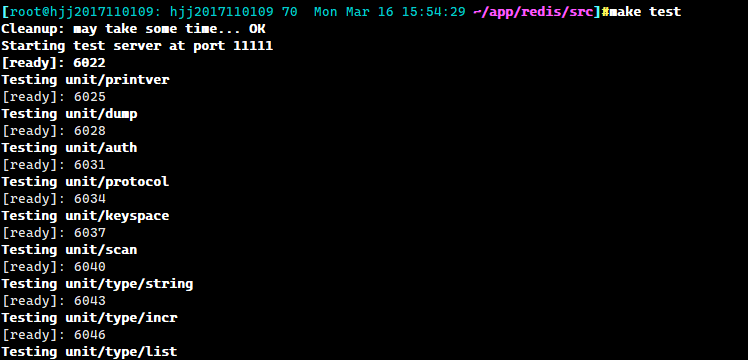 [root@hjj2017110109: hjj2017110109 70  Mon Mar 16 15:54:29 ~/app/redis/src]#make test
Cleanup: may take some time... OK
Starting test server at port 11111
[ready]: 6022
Testing unit/printver
[ready]: 6025
Testing unit/dump
[ready]: 6028
Testing unit/auth
[ready]: 6031
Testing unit/protocol
[ready]: 6034
Testing unit/keyspace
[ready]: 6037
Testing unit/scan
[ready]: 6040
Testing unit/type/string
[ready]: 6043
Testing unit/type/incr
[ready]: 6046
Testing unit/type/list